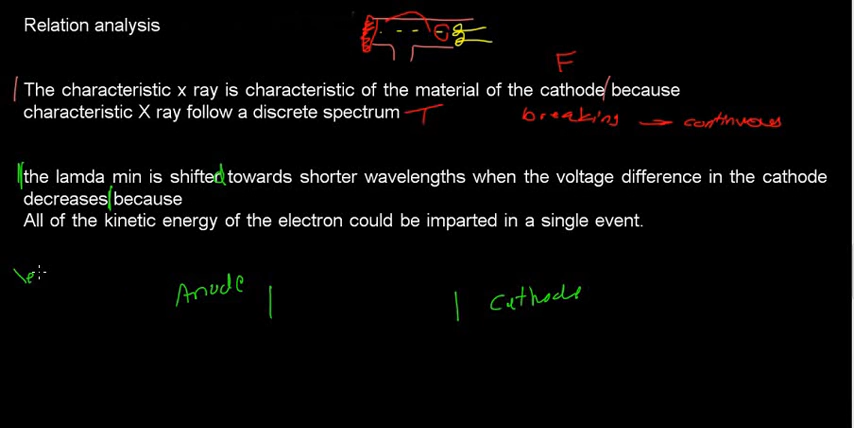 Relation analysis
F
The characteristic x ray is characteristic of the material of the cathode because
characteristic X ray follow a discrete spectrum T
breaking → continuous
the lamda min is shifted towards shorter wavelengths when the voltage difference in the cathode
decreases because
All of the kinetic energy of the electron could be imparted in a single event.
Anode | | Cathode